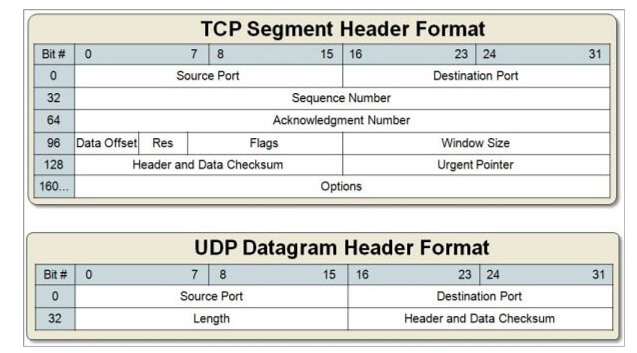 TCP Segment Header Format
Bit # 0 7 8 15 16 23 24 31
0 Source Port Destination Port
32 Sequence Number
64 Acknowledgment Number
96 Data Offset Res Flags Window Size
128 Header and Data Checksum Urgent Pointer
160... Options
UDP Datagram Header Format
Bit # 0 7 8 15 16 23 24 31
0 Source Port Destination Port
32 Length Header and Data Checksum